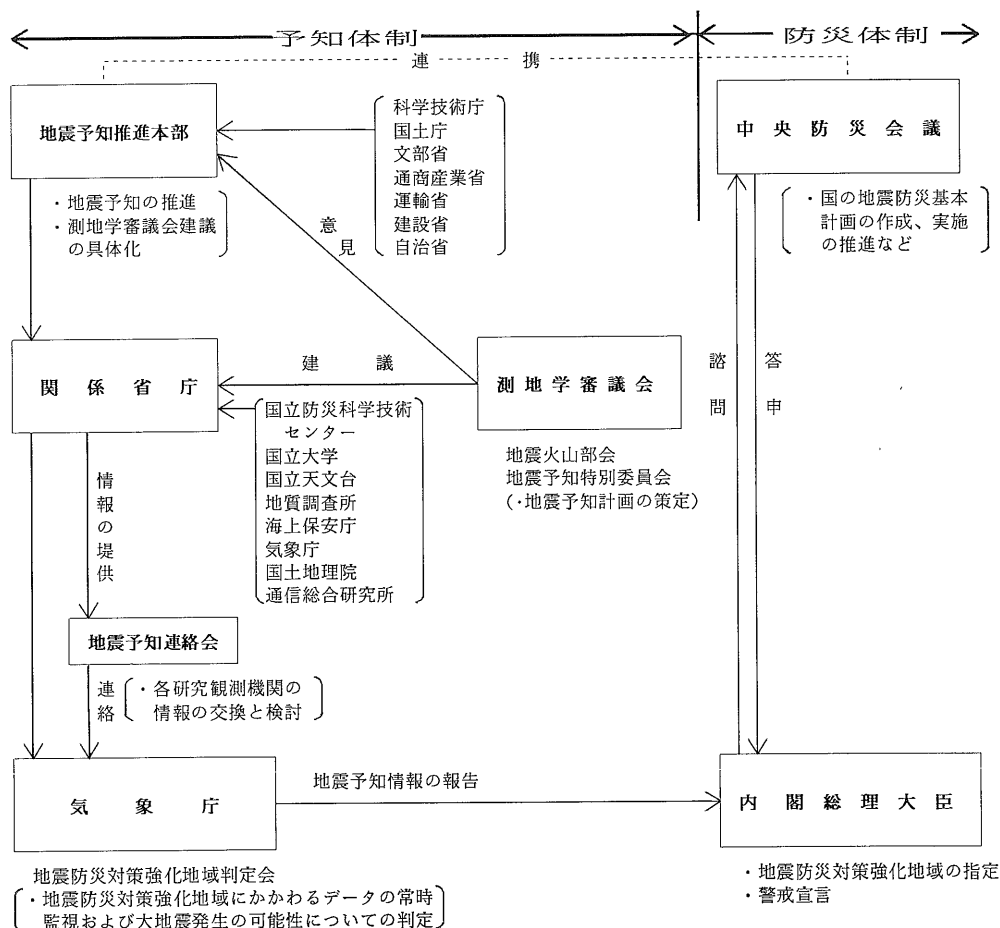 予知体制
防災体制
連携
地震予知推進本部
・地震予知の推進
・測地学審議会建議
の具体化
科学技術庁
国土庁
文部省
通商産業省
運輸省
建設省
自治省
意見
中央防災会議
・国の地震防災基本
計画の作成、実施
の推進など
関係省庁
建議
国立防災科学技術
センター
国立大学
国立天文台
地質調査所
海上保安庁
気象庁
国土地理院
通信総合研究所
測地学審議会
地震火山部会
地震予知特別委員会
(・地震予知計画の策定)
諮問
答申
情報の堤供
地震予知連絡会
連絡
・各研究観測機関の
情報の交換と検討
気象庁
地震予知情報の報告
内閣総理大臣
地震防災対策強化地域判定会
・地震防災対策強化地域にかかわるデータの常時
監視および大地震発生の可能性についての判定
・地震防災対策強化地域の指定
・警戒宣言